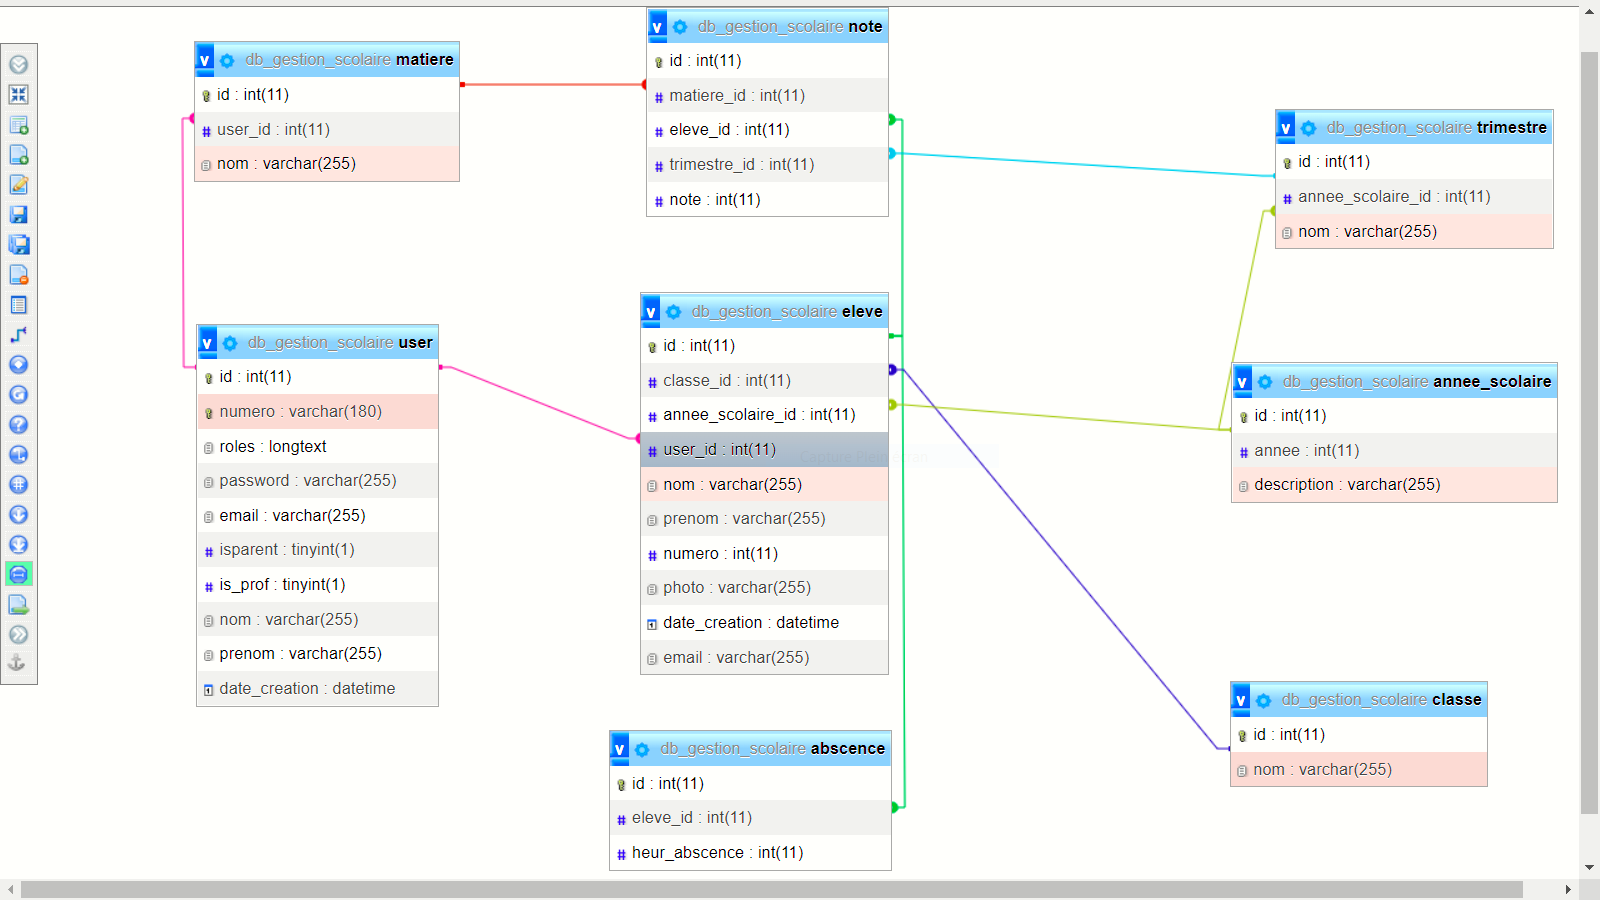 db_gestion_scolaire matiere
id : int(11)
user_id : int(11)
nom : varchar(255)
db_gestion_scolaire note
id : int(11)
matiere_id : int(11)
eleve_id : int(11)
trimestre_id : int(11)
note : int(11)
db_gestion_scolaire trimestre
id : int(11)
annee_scolaire_id : int(11)
nom : varchar(255)
db_gestion_scolaire user
id : int(11)
numero : varchar(180)
roles : longtext
password : varchar(255)
email : varchar(255)
isparent : tinyint(1)
is_prof : tinyint(1)
nom : varchar(255)
prenom : varchar(255)
date_creation : datetime
db_gestion_scolaire eleve
id : int(11)
classe_id : int(11)
annee_scolaire_id : int(11)
user_id : int(11)
nom : varchar(255)
prenom : varchar(255)
numero : int(11)
photo : varchar(255)
date_creation : datetime
email : varchar(255)
db_gestion_scolaire annee_scolaire
id : int(11)
annee : int(11)
description : varchar(255)
db_gestion_scolaire classe
id : int(11)
nom : varchar(255)
db_gestion_scolaire abscence
id : int(11)
eleve_id : int(11)
heur_abscence : int(11)